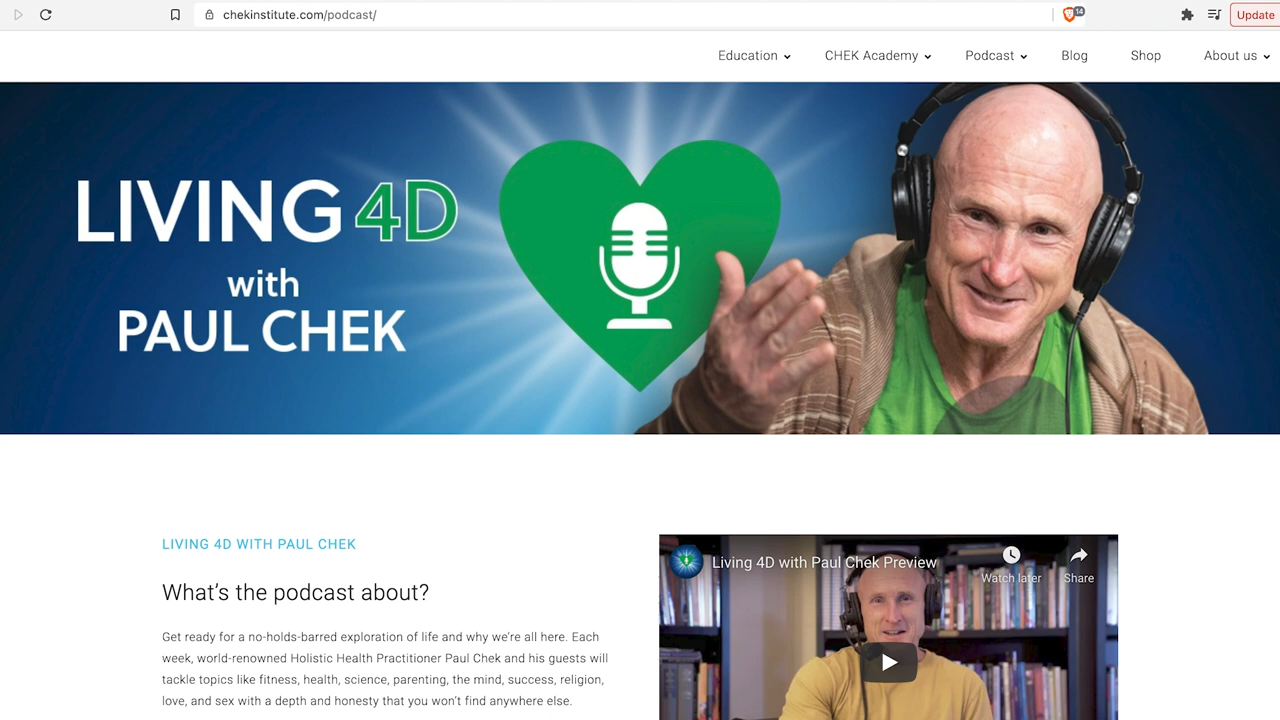 chekinstitute.com/podcast/
14
Update
Education
CHEK Academy
Podcast
Blog
Shop
About us
LIVING 4D
with
PAUL CHEK
LIVING 4D WITH PAUL CHEK
What's the podcast about?
Get ready for a no-holds-barred exploration of life and why we're all here. Each
week, world-renowned Holistic Health Practitioner Paul Chek and his guests will
tackle topics like fitness, health, science, parenting, the mind, success, religion,
love, and sex with a depth and honesty that you won't find anywhere else.
Living 4D with Paul Chek Preview
Watch later
Share